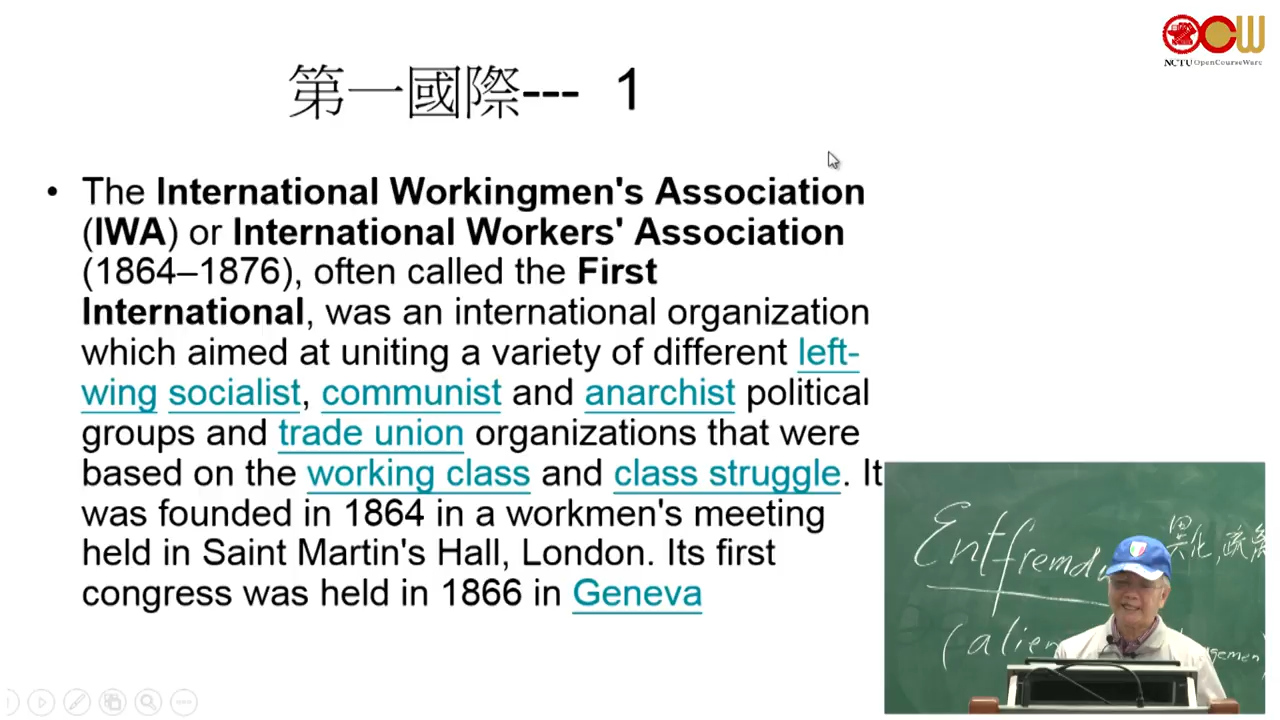 NCTU OpenCourseWare
第一國際--- 1
• The International Workingmen's Association
(IWA) or International Workers' Association
(1864–1876), often called the First
International, was an international organization
which aimed at uniting a variety of different left-
wing socialist, communist and anarchist political
groups and trade union organizations that were
based on the working class and class struggle. It
was founded in 1864 in a workmen's meeting
held in Saint Martin's Hall, London. Its first
congress was held in 1866 in Geneva
Entfremdu
異化, 疏離
(alien